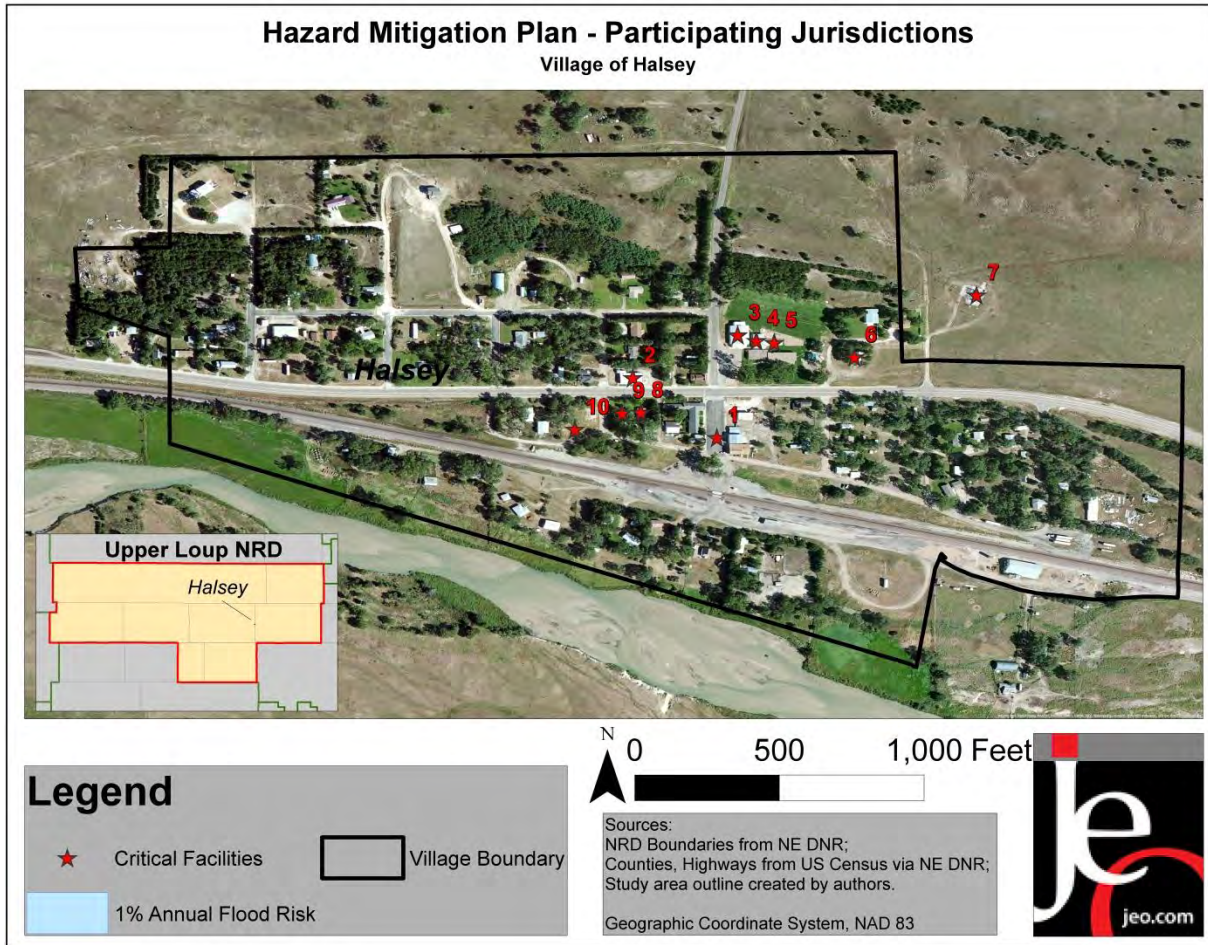 Hazard Mitigation Plan - Participating Jurisdictions
Village of Halsey
7
3 4 5
6
2
Halsey
9 8
10
1
Upper Loup NRD
Halsey
N
0 500 1,000 Feet
Legend
Critical Facilities
Village Boundary
1% Annual Flood Risk
Sources:
NRD Boundaries from NE DNR;
Counties, Highways from US Census via NE DNR;
Study area outline created by authors.
Geographic Coordinate System, NAD 83
jeo
jeo.com